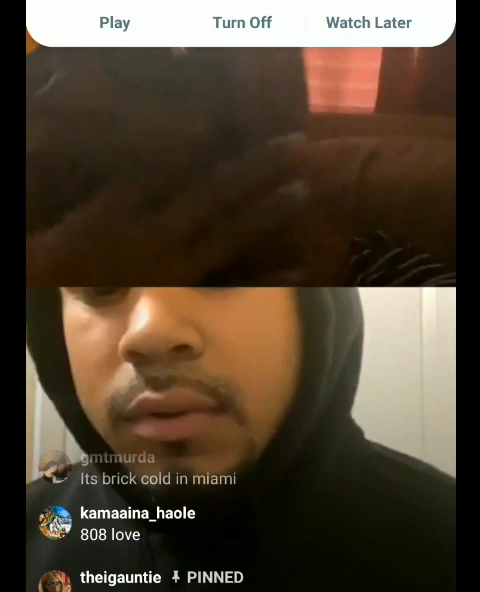 Play Turn Off Watch Later
gmtmurda
Its brick cold in miami
kamaaina_haole
808 love
theigauntie PINNED